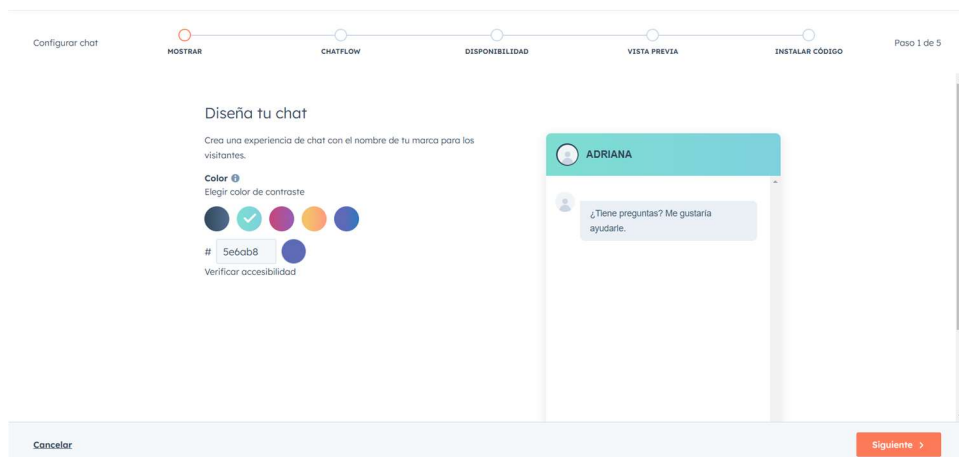 Configurar chat
MOSTRAR
CHATFLOW
DISPONIBILIDAD
VISTA PREVIA
INSTALAR CÓDIGO
Paso 1 de 5
Diseña tu chat
Crea una experiencia de chat con el nombre de tu marca para los
visitantes.
Color
Elegir color de contraste
# 5e6ab8
Verificar accesibilidad
ADRIANA
¿Tiene preguntas? Me gustaría
ayudarle.
Cancelar
Siguiente >